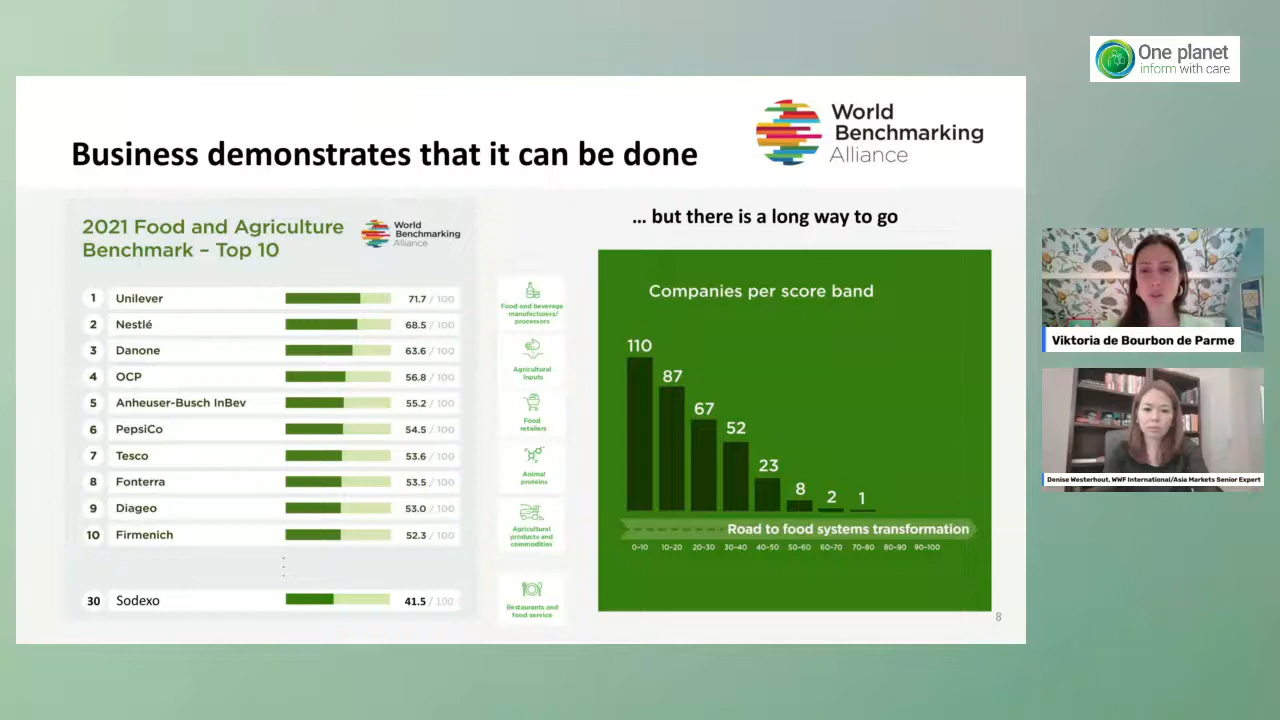 One planet
inform with care
World
Benchmarking
Alliance
Business demonstrates that it can be done
2021 Food and Agriculture
Benchmark – Top 10
World
Benchmarking
Alliance
1 Unilever 71.7 / 100
2 Nestlé 68.5 / 100
3 Danone 63.6 / 100
4 OCP 56.8 / 100
5 Anheuser-Busch InBev 55.2 / 100
6 PepsiCo 54.5 / 100
7 Tesco 53.6 / 100
8 Fonterra 53.5 / 100
9 Diageo 53.0 / 100
10 Firmenich 52.3 / 100
30 Sodexo 41.5 / 100
Food and beverage
manufacturers/
processors
Agricultural
Inputs
Food
retailers
Animal
proteins
Agricultural
products and
commodities
Restaurants and
food service
... but there is a long way to go
Companies per score band
110
87
67
52
23
8
2
1
Road to food systems transformation
0-10 10-20 20-30 30-40 40-50 50-60 60-70 70-80 80-90 90-100
8
Viktoria de Bourbon de Parme
Denise Westerhout, WWF International/Asia Markets Senior Expert